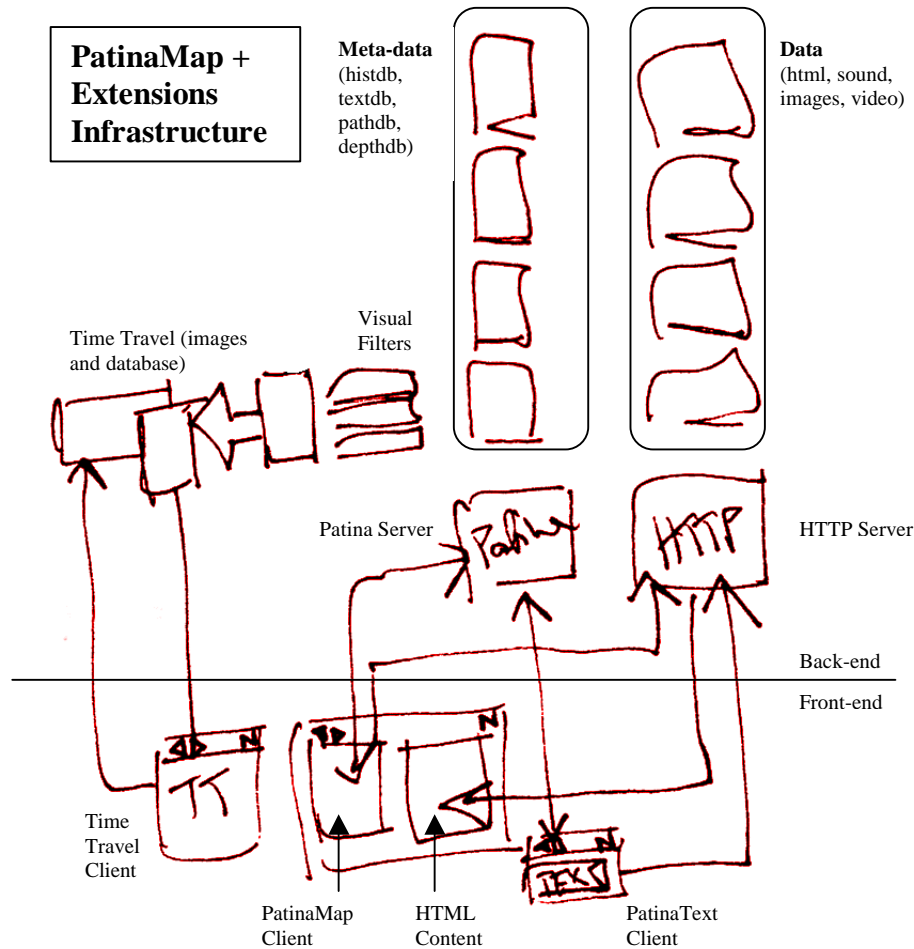 PatinaMap +
Extensions
Infrastructure
Meta-data
(histdb,
textdb,
pathdb,
depthdb)
Data
(html, sound,
images, video)
Time Travel (images
and database)
Visual
Filters
Patina Server
Patina
HTTP
HTTP Server
Back-end
Front-end
N
N
TT
Time
Travel
Client
N
TEXT
PatinaMap
Client
HTML
Content
PatinaText
Client